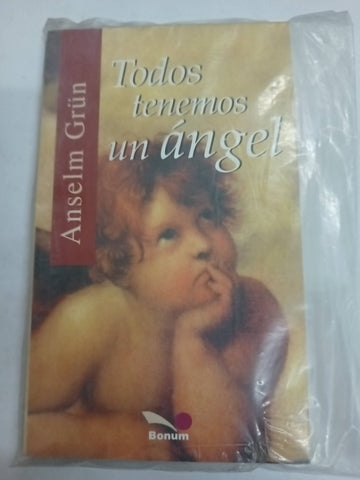 Anselm Grün
Todos
tenemos
un ángel
Bonum